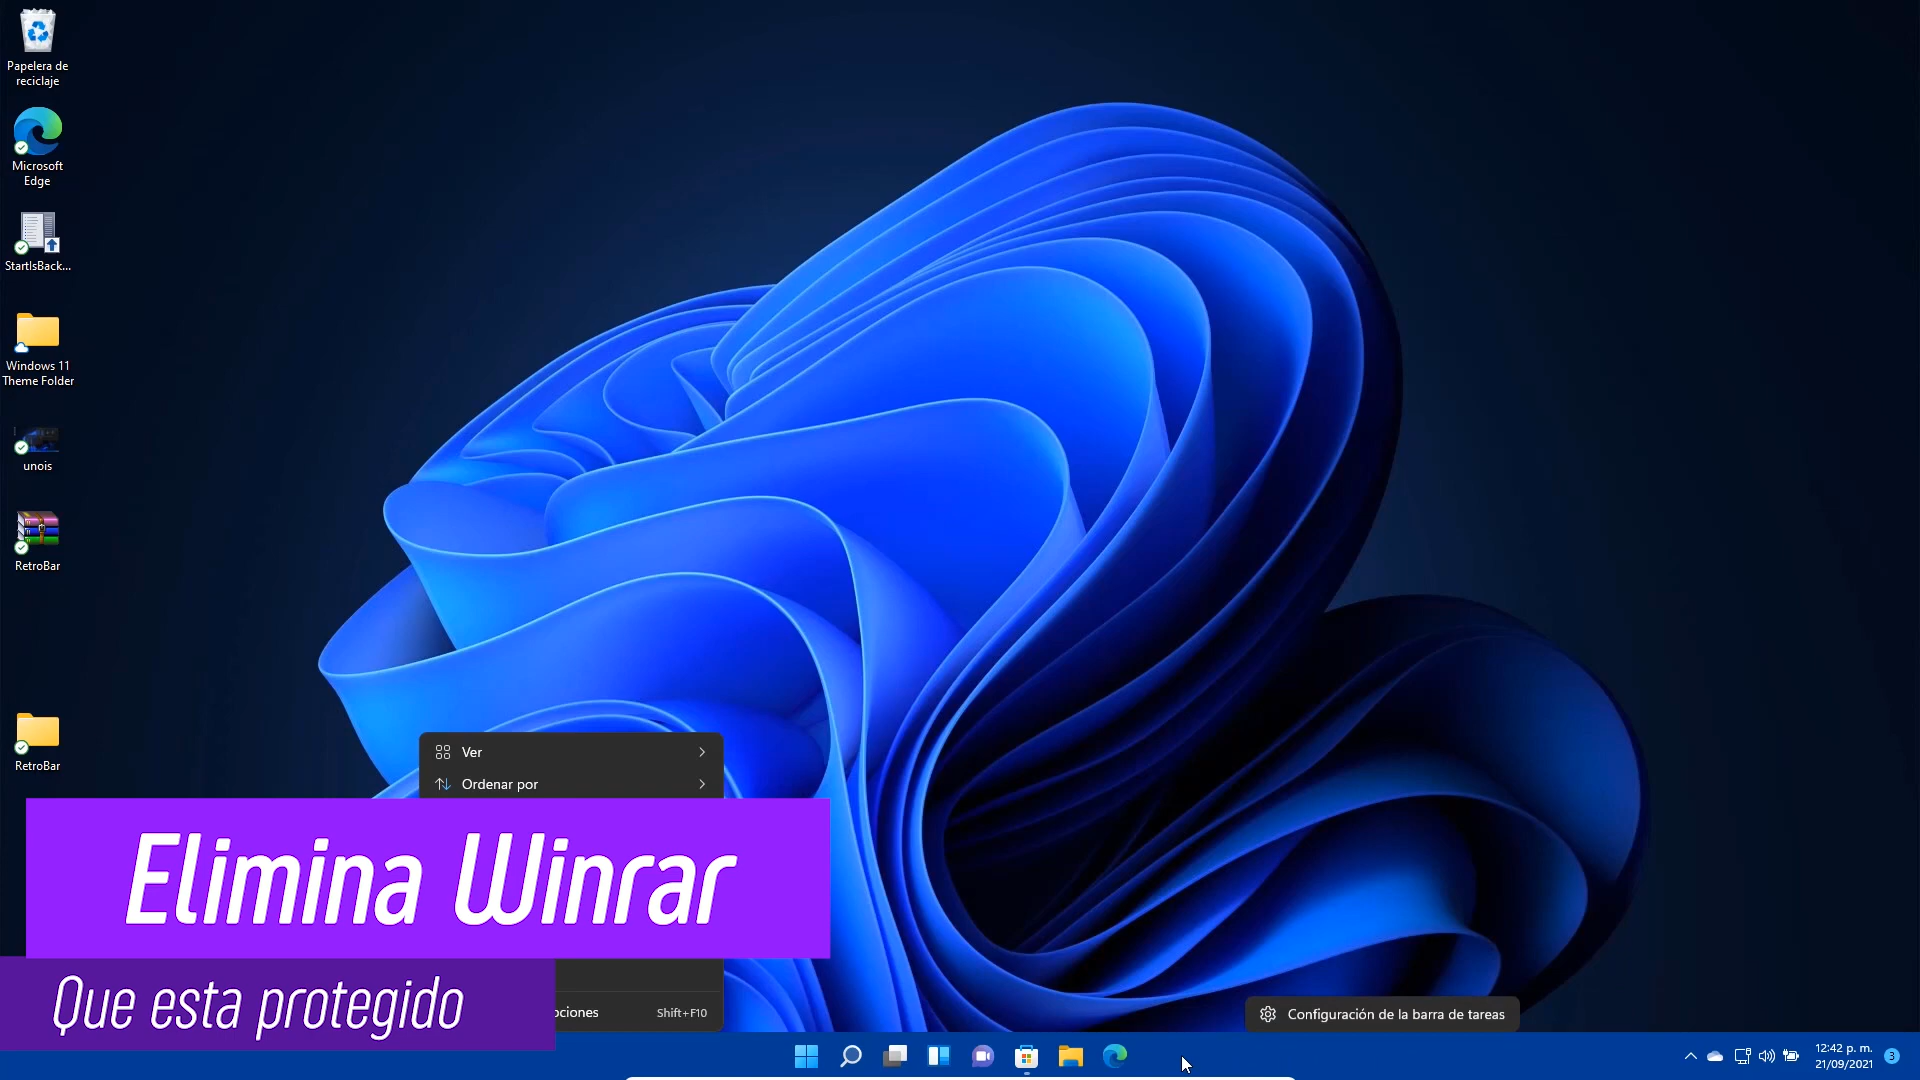 Papelera de
reciclaje
Microsoft
Edge
StartIsBack...
Windows 11
Theme Folder
unois
RetroBar
RetroBar
Ver
Ordenar por
Elimina Winrar
Que esta protegido
pciones Shift+F10
Configuración de la barra de tareas
12:42 p. m.
21/09/2021
3